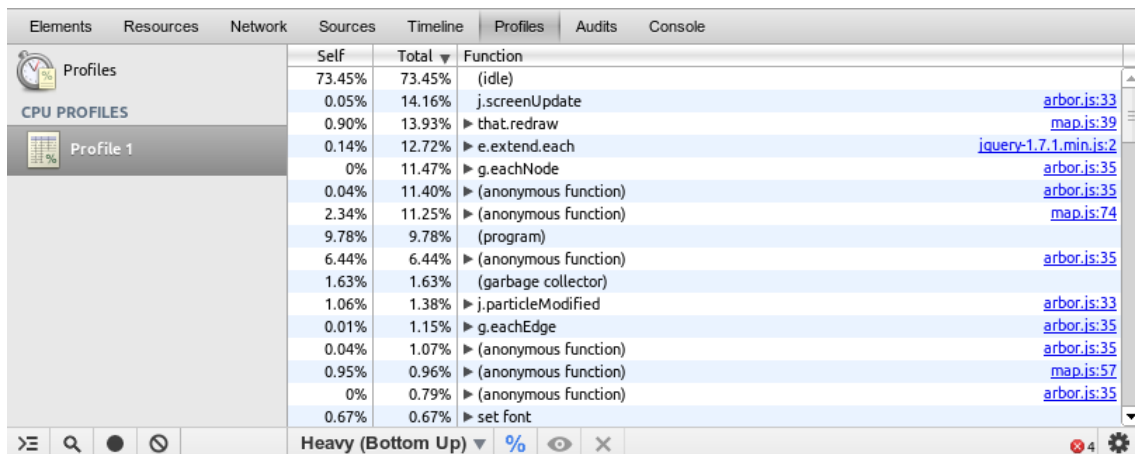 Elements Resources Network Sources Timeline Profiles Audits Console
Profiles
CPU PROFILES
Profile 1
Self Total Function
73.45% 73.45% (idle)
0.05% 14.16% j.screenUpdate arbor.js:33
0.90% 13.93% that.redraw map.js:39
0.14% 12.72% e.extend.each jquery-1.7.1.min.js:2
0% 11.47% g.eachNode arbor.js:35
0.04% 11.40% (anonymous function) arbor.js:35
2.34% 11.25% (anonymous function) map.js:74
9.78% 9.78% (program)
6.44% 6.44% (anonymous function) arbor.js:35
1.63% 1.63% (garbage collector)
1.06% 1.38% j.particleModified arbor.js:33
0.01% 1.15% g.eachEdge arbor.js:35
0.04% 1.07% (anonymous function) arbor.js:35
0.95% 0.96% (anonymous function) map.js:57
0% 0.79% (anonymous function) arbor.js:35
0.67% 0.67% set font
Heavy (Bottom Up) % 4